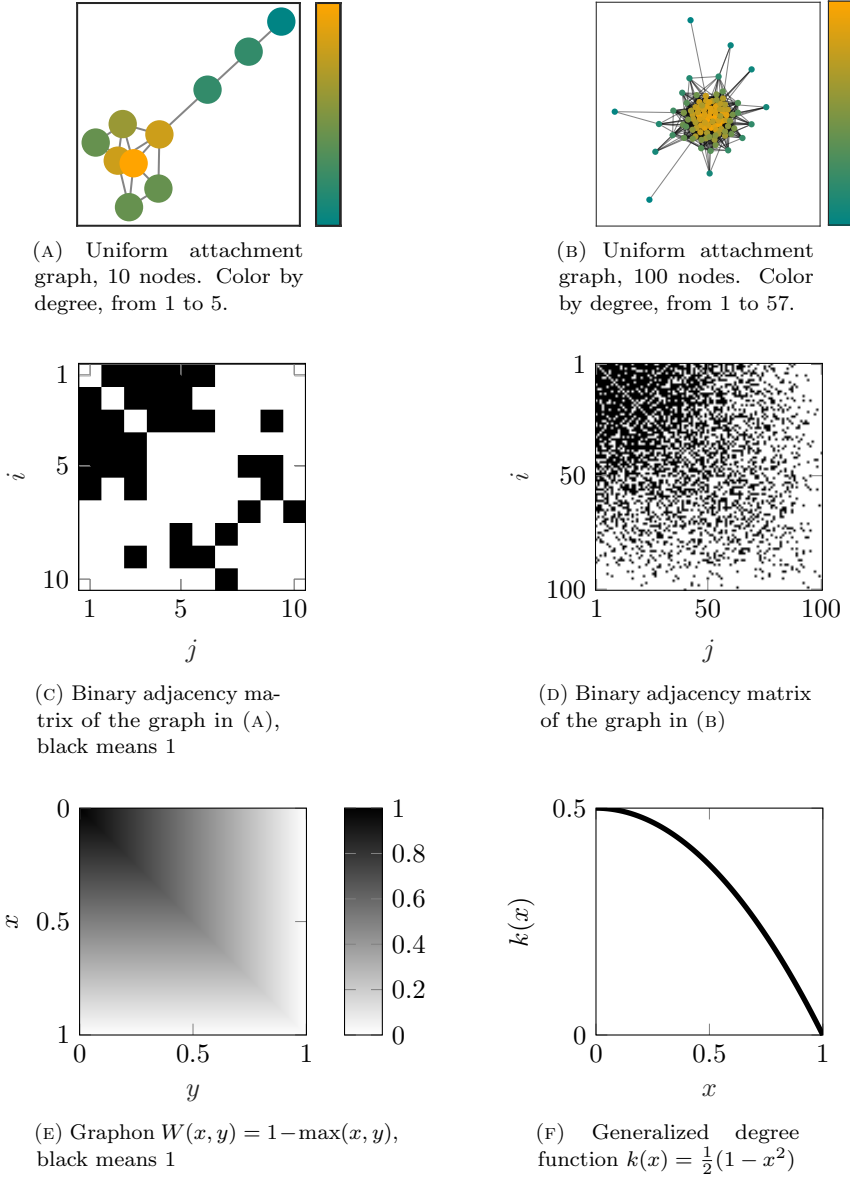 (A) Uniform attachment
graph, 10 nodes. Color by
degree, from 1 to 5.
(B) Uniform attachment
graph, 100 nodes. Color
by degree, from 1 to 57.
1
5
10
i
1
5
10
j
1
50
100
i
1
50
100
j
(C) Binary adjacency ma-
trix of the graph in (A),
black means 1
(D) Binary adjacency matrix
of the graph in (B)
0
0.5
1
x
0
0.5
1
y
1
0.8
0.6
0.4
0.2
0
0.5
0
k(x)
0
0.5
1
x
(E) Graphon W(x, y) = 1−max(x, y),
black means 1
(F) Generalized degree
function k(x) = ½(1 − x²)